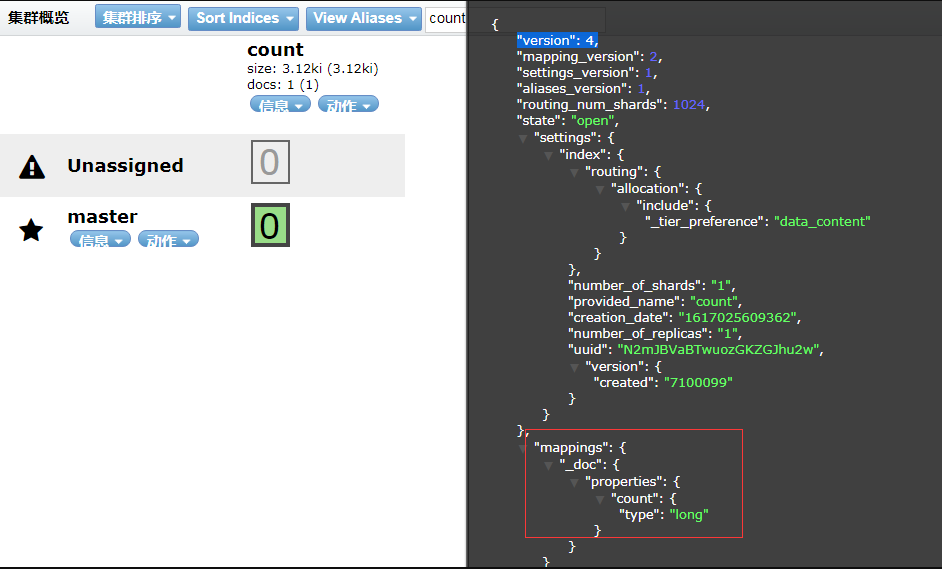 集群概览
集群排序
Sort Indices
View Aliases
count
count
size: 3.12ki (3.12ki)
docs: 1 (1)
信息
动作
Unassigned
0
master
0
信息
动作
{
"version": 4,
"mapping_version": 2,
"settings_version": 1,
"aliases_version": 1,
"routing_num_shards": 1024,
"state": "open",
"settings": {
"index": {
"routing": {
"allocation": {
"include": {
"_tier_preference": "data_content"
}
}
},
"number_of_shards": "1",
"provided_name": "count",
"creation_date": "1617025609362",
"number_of_replicas": "1",
"uuid": "N2mJBVaBTwuozGKZGJhu2w",
"version": {
"created": "7100099"
}
}
},
"mappings": {
"_doc": {
"properties": {
"count": {
"type": "long"
}
}
}